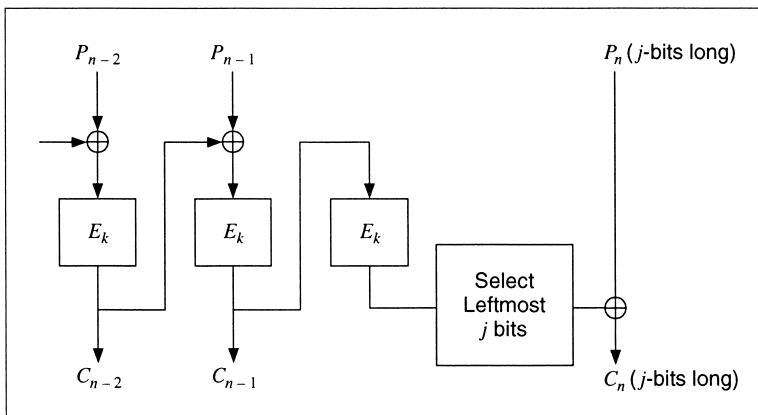 P_{n-2}
P_{n-1}
P_n (j-bits long)
E_k
E_k
E_k
Select
Leftmost
j bits
C_{n-2}
C_{n-1}
C_n (j-bits long)